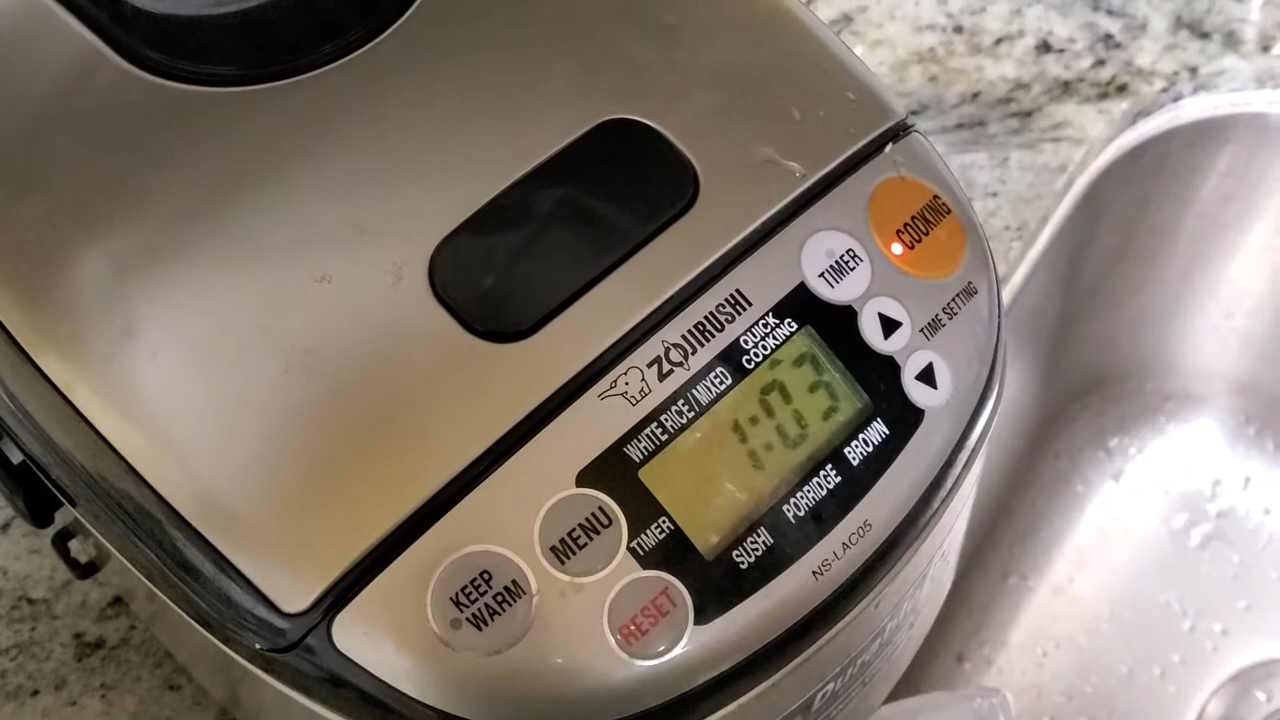 COOKING
TIMER
TIME SETTING
ZOJIRUSHI
QUICK
COOKING
WHITE RICE / MIXED
1:03
BROWN
PORRIDGE
SUSHI
TIMER
NS-LAC05
MENU
KEEP
WARM
RESET